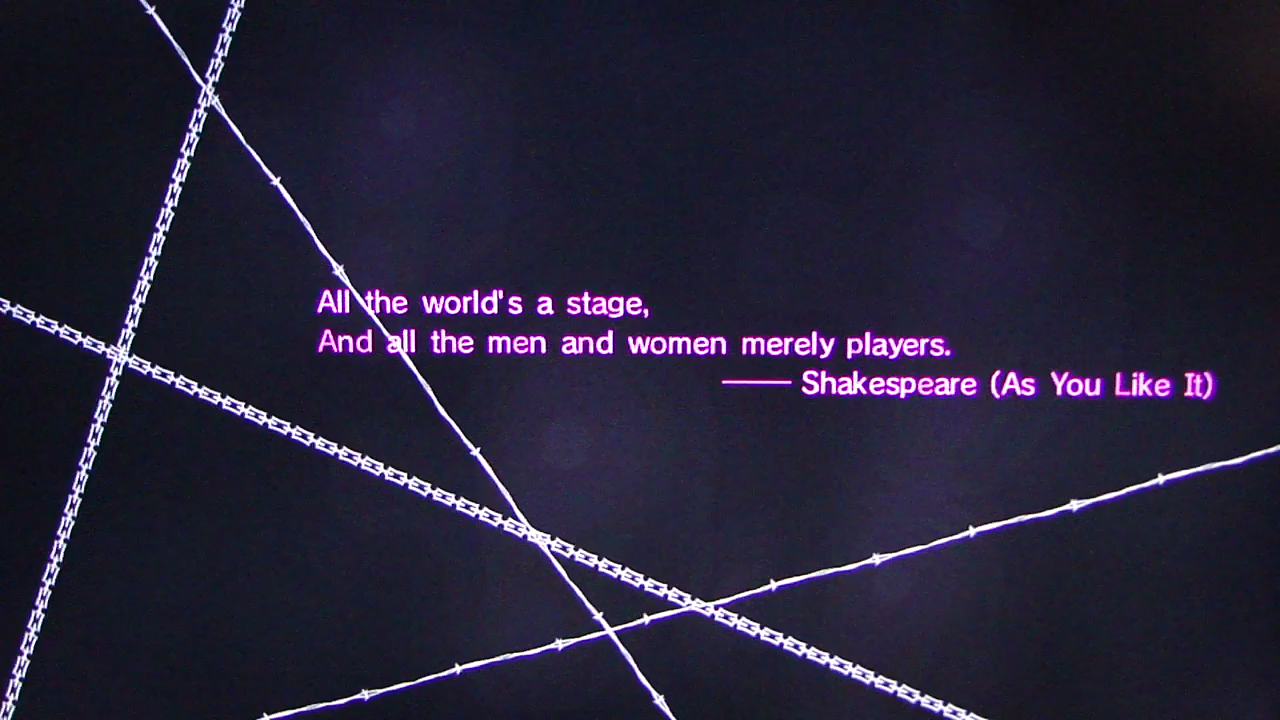 All the world's a stage,
And all the men and women merely players.
—— Shakespeare (As You Like It)